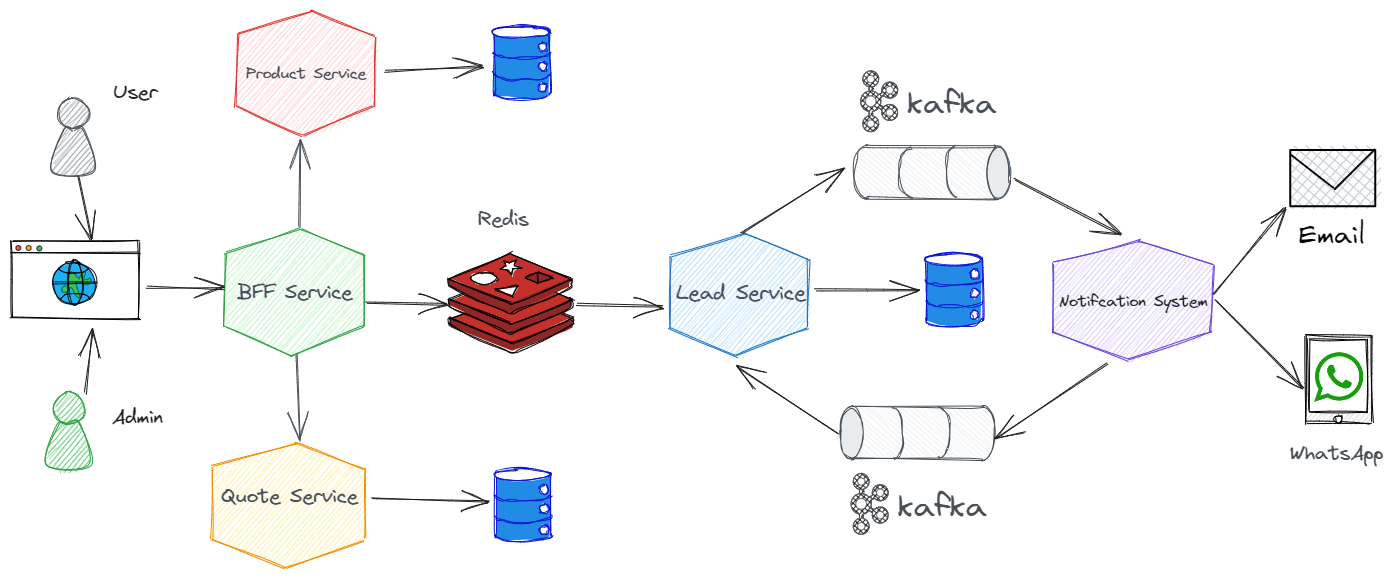 Product Service
User
kafka
Redis
Email
BFF Service
Lead Service
Notifcation System
Admin
WhatsApp
Quote Service
kafka